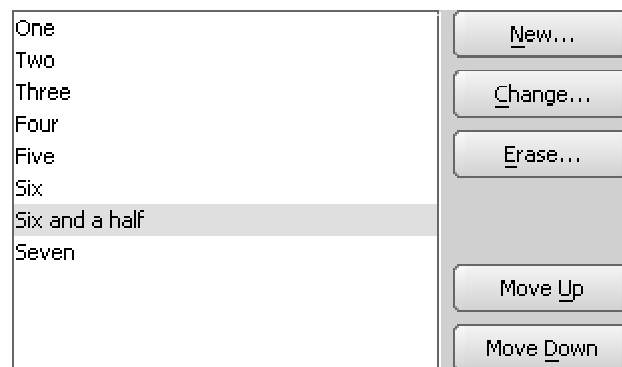 One
Two
Three
Four
Five
Six
Six and a half
Seven
New...
Change...
Erase...
Move Up
Move Down